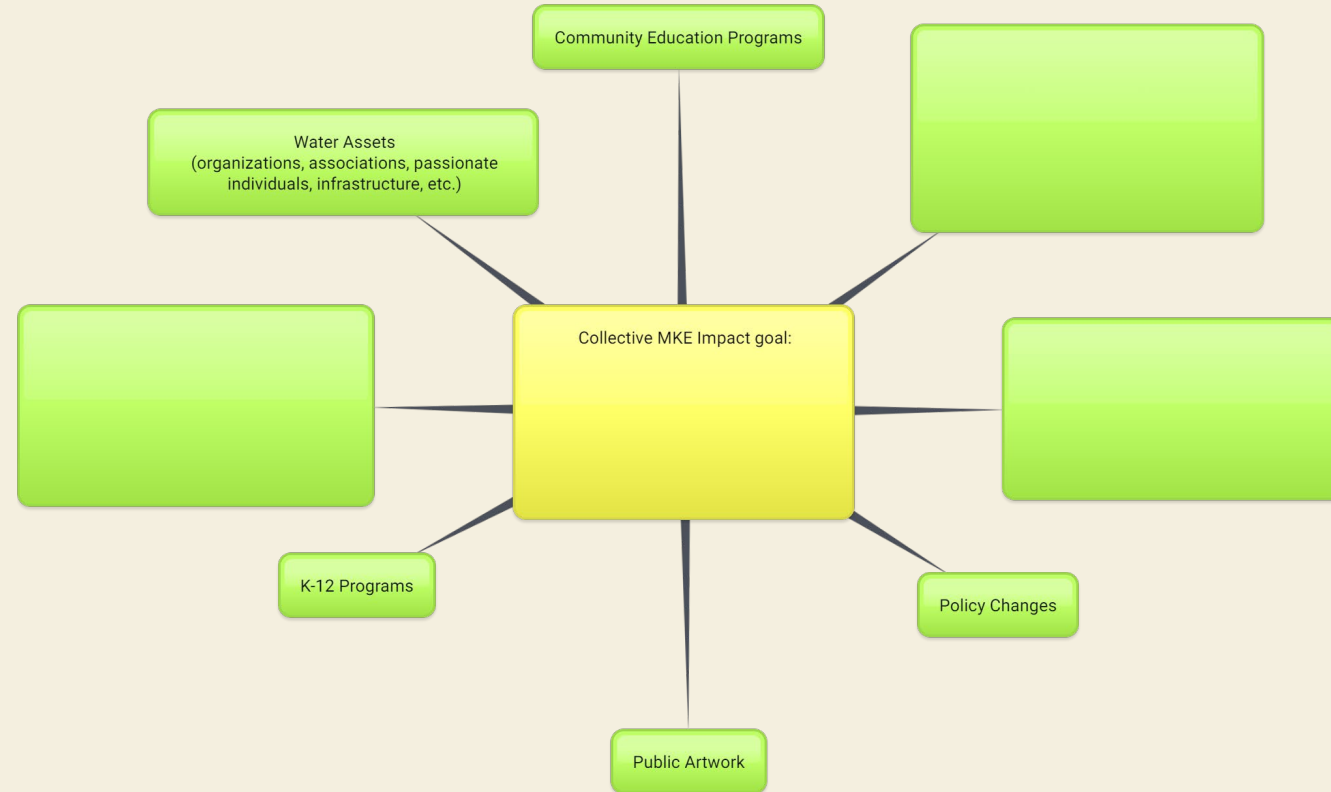 Community Education Programs
Water Assets
(organizations, associations, passionate
individuals, infrastructure, etc.)
Collective MKE Impact goal:
K-12 Programs
Policy Changes
Public Artwork